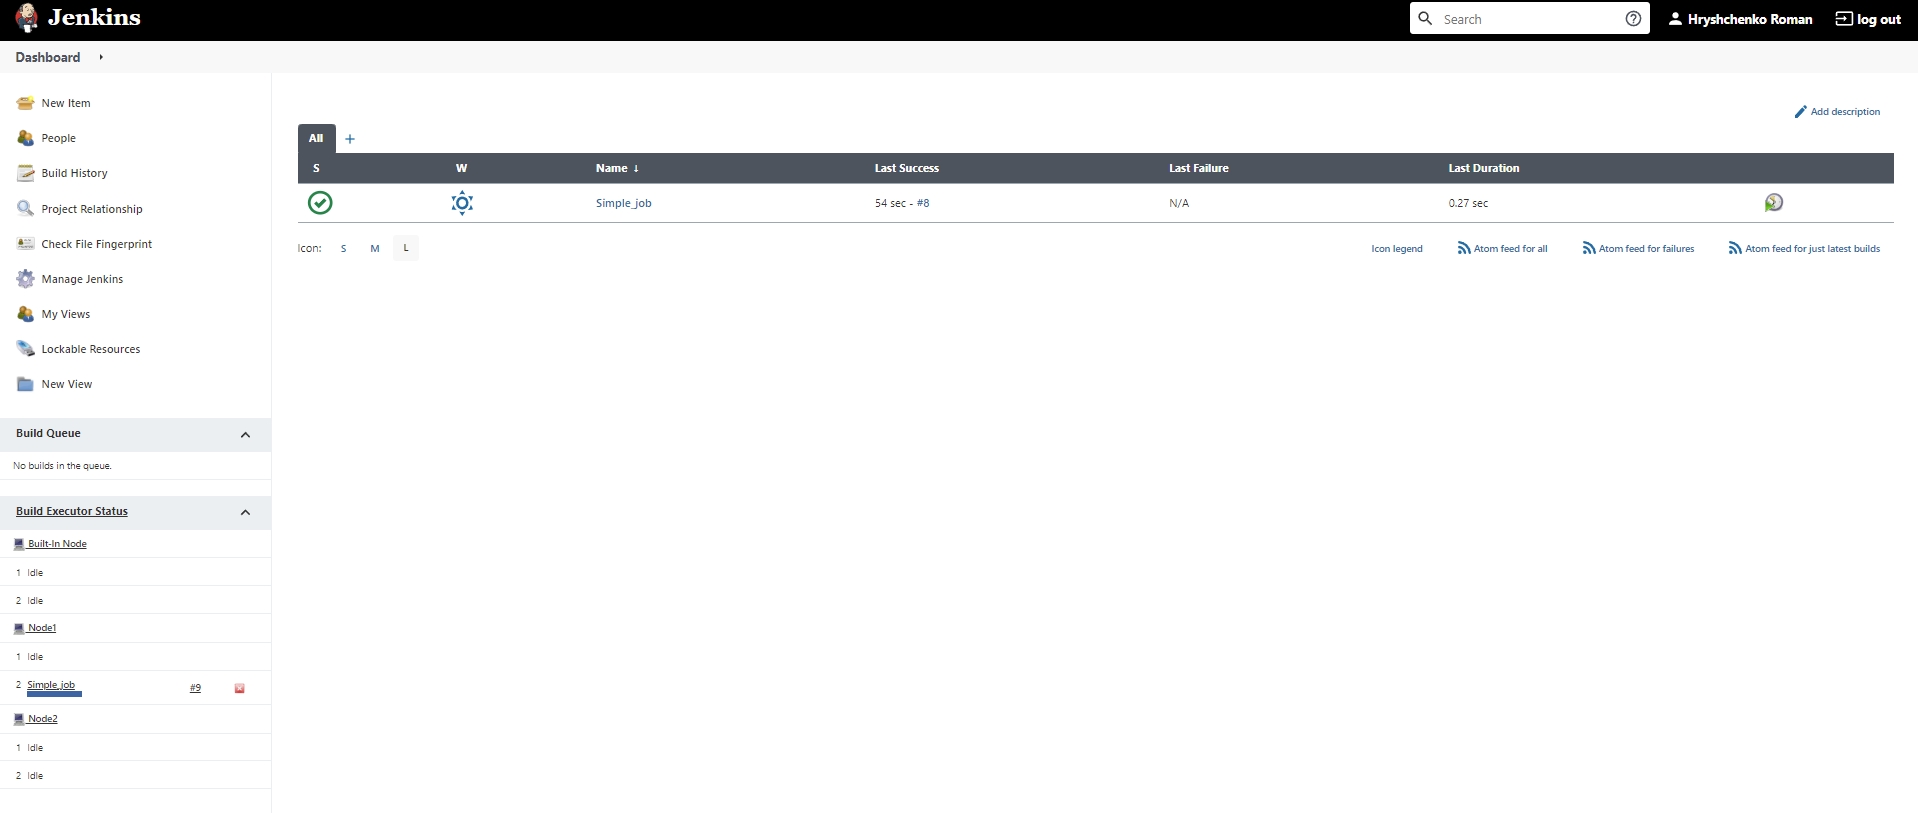 Jenkins
Search
Hryshchenko Roman
log out
Dashboard
New Item
People
Build History
Project Relationship
Check File Fingerprint
Manage Jenkins
My Views
Lockable Resources
New View
Build Queue
No builds in the queue.
Build Executor Status
Built-In Node
1 Idle
2 Idle
Node1
1 Idle
2 Simple_job #9
Node2
1 Idle
2 Idle
Add description
All +
S W Name ↓ Last Success Last Failure Last Duration
Simple_job 54 sec - #8 N/A 0.27 sec
Icon: S M L
Icon legend Atom feed for all Atom feed for failures Atom feed for just latest builds